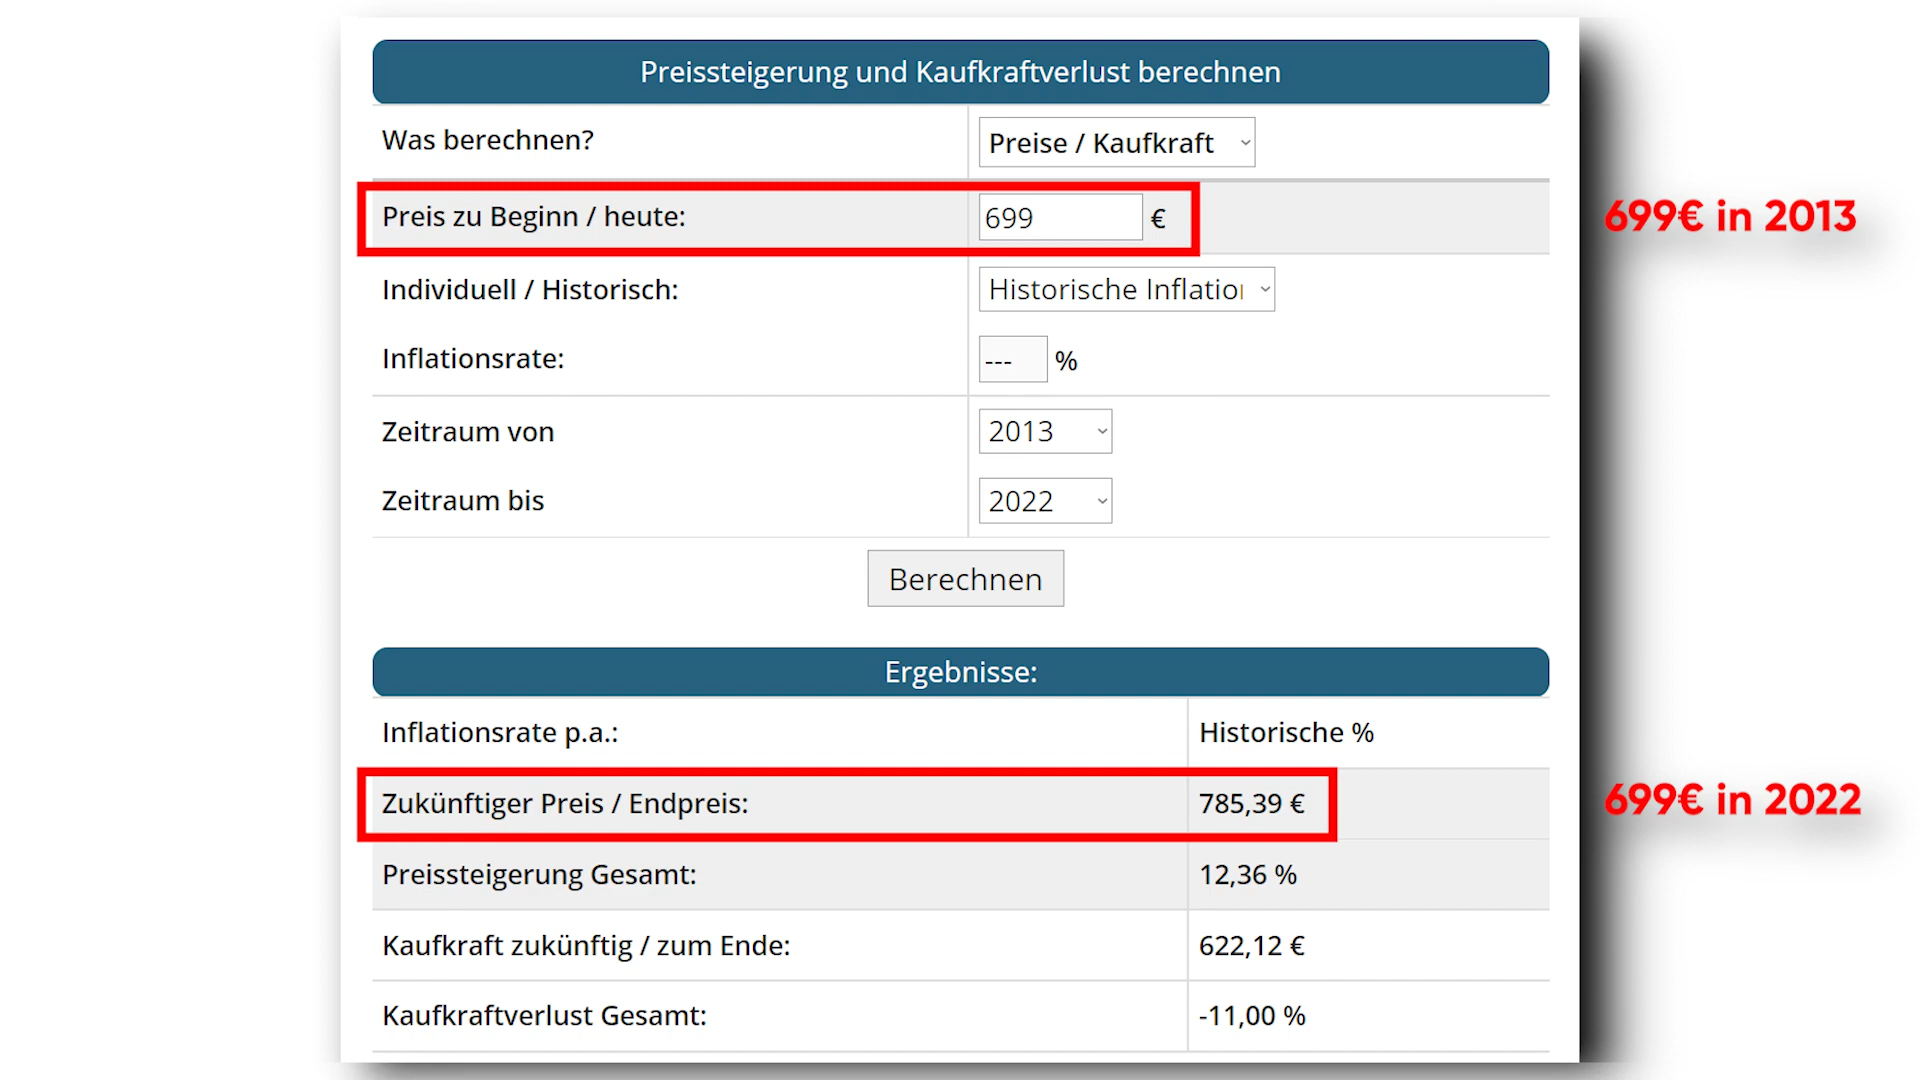 Preissteigerung und Kaufkraftverlust berechnen
Was berechnen? Preise / Kaufkraft
Preis zu Beginn / heute: 699 € 699€ in 2013
Individuell / Historisch: Historische Inflation
Inflationsrate: --- %
Zeitraum von 2013
Zeitraum bis 2022
Berechnen
Ergebnisse:
Inflationsrate p.a.: Historische %
Zukünftiger Preis / Endpreis: 785,39 € 699€ in 2022
Preissteigerung Gesamt: 12,36 %
Kaufkraft zukünftig / zum Ende: 622,12 €
Kaufkraftverlust Gesamt: -11,00 %